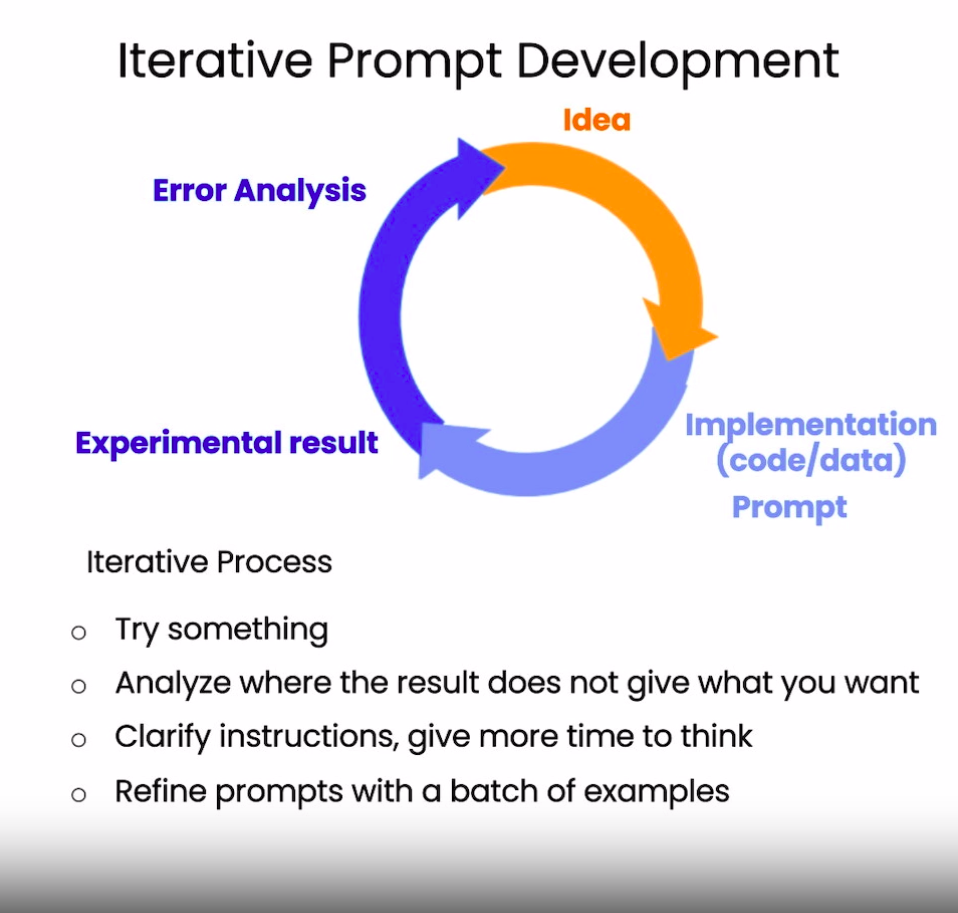 Iterative Prompt Development
Idea
Error Analysis
Experimental result
Implementation
(code/data)
Prompt
Iterative Process
o Try something
o Analyze where the result does not give what you want
o Clarify instructions, give more time to think
o Refine prompts with a batch of examples